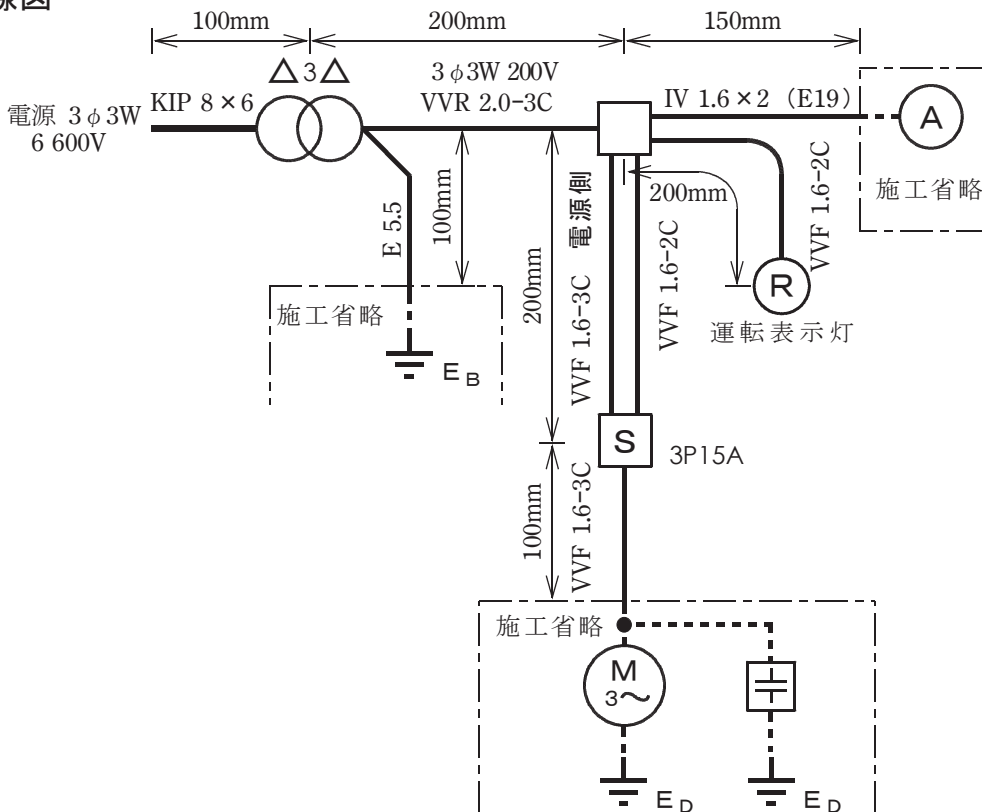 線図
100mm
200mm
150mm
3
3φ3W 200V
VVR 2.0-3C
電源 3φ3W
6 600V
KIP 8×6
IV 1.6×2 (E19)
A
施工省略
E 5.5
100mm
200mm
電源側
VVF 1.6-3C
VVF 1.6-2C
200mm
VVF 1.6-2C
R
運転表示灯
施工省略
EB
S
3P15A
100mm
VVF 1.6-3C
施工省略
M
3〜
ED
ED